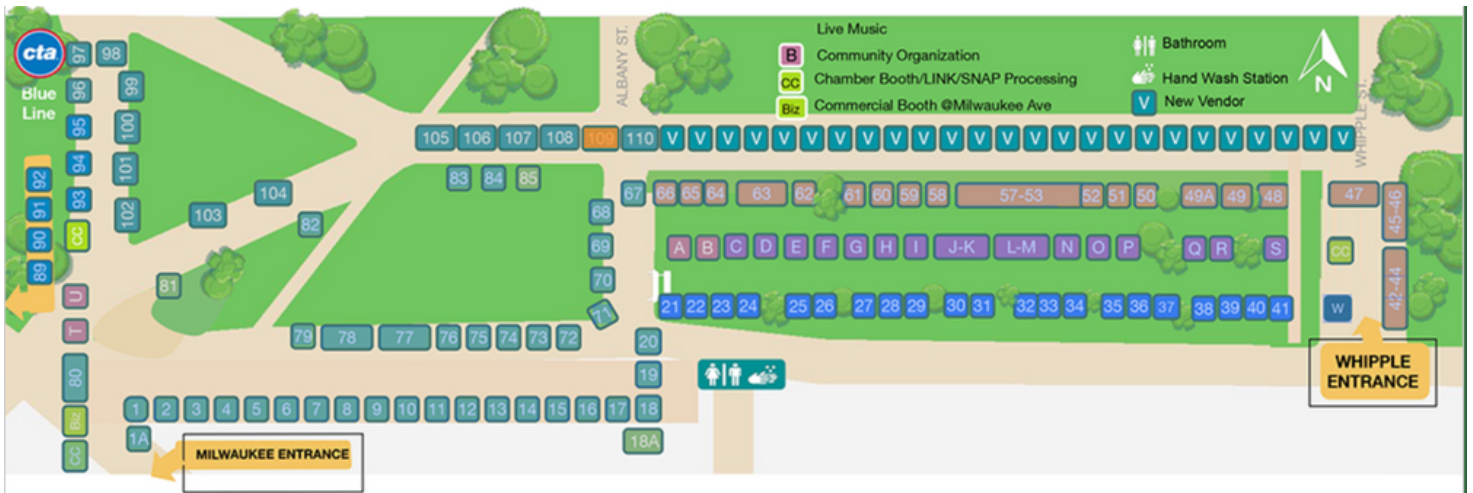 cta
Blue
Line
97 98
96 99
95 100
94 101
93 102
92
91
90
89
CC
U
T
80
Biz
CC
ALBANY ST.
Live Music
B Community Organization
CC Chamber Booth/LINK/SNAP Processing
Biz Commercial Booth @Milwaukee Ave
Bathroom
Hand Wash Station
V New Vendor
N
WHIPPLE ST.
105 106 107 108 109 110 V V V V V V V V V V V V V V V V V V V V V V V V V
83 84 85
103 104 82
81
67 66 65 64 63 62 61 60 59 58 57-53 52 51 50 49A 49 48 47 45-46
68
69
70
71
A B C D E F G H I J-K L-M N O P Q R S CC
42-44
21 22 23 24 25 26 27 28 29 30 31 32 33 34 35 36 37 38 39 40 41 W
79 78 77 76 75 74 73 72 20
19
1 2 3 4 5 6 7 8 9 10 11 12 13 14 15 16 17 18
1A 18A
MILWAUKEE ENTRANCE
WHIPPLE
ENTRANCE